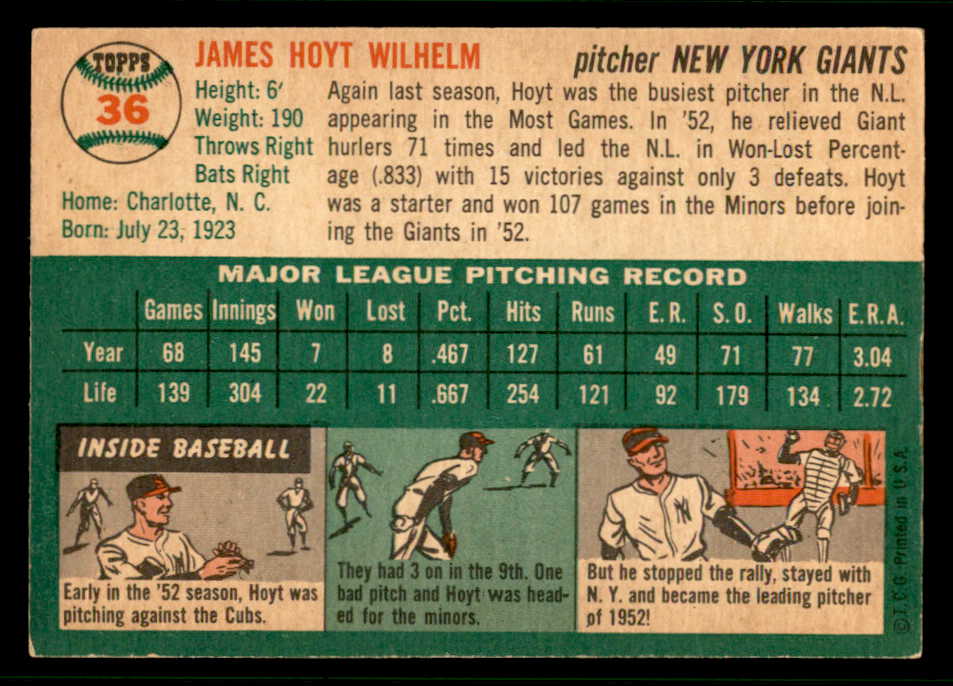 TOPPS
36
JAMES HOYT WILHELM
pitcher NEW YORK GIANTS
Height: 6'
Weight: 190
Throws Right
Bats Right
Home: Charlotte, N. C.
Born: July 23, 1923
Again last season, Hoyt was the busiest pitcher in the N.L.
appearing in the Most Games. In '52, he relieved Giant
hurlers 71 times and led the N.L. in Won-Lost Percent-
age (.833) with 15 victories against only 3 defeats. Hoyt
was a starter and won 107 games in the Minors before join-
ing the Giants in '52.
MAJOR LEAGUE PITCHING RECORD
Games Innings Won Lost Pct. Hits Runs E.R. S.O. Walks E.R.A.
Year 68 145 7 8 .467 127 61 49 71 77 3.04
Life 139 304 22 11 .667 254 121 92 179 134 2.72
INSIDE BASEBALL
Early in the '52 season, Hoyt was
pitching against the Cubs.
They had 3 on in the 9th. One
bad pitch and Hoyt was head-
ed for the minors.
NY
But he stopped the rally, stayed with
N. Y. and became the leading pitcher
of 1952!
© T.C.G. Printed in U.S.A.